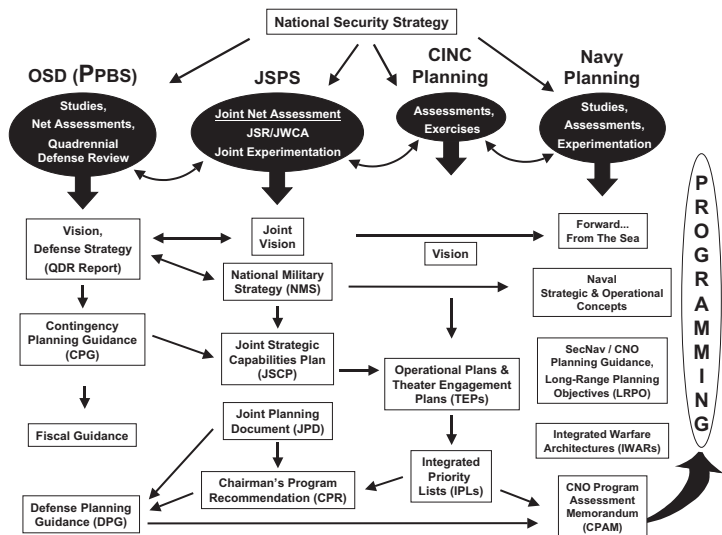 National Security Strategy
OSD (PPBS)
JSPS
CINC
Planning
Navy
Planning
Studies,
Net Assessments,
Quadrennial
Defense Review
Joint Net Assessment
JSR/JWCA
Joint Experimentation
Assessments,
Exercises
Studies,
Assessments,
Experimentation
Vision,
Defense Strategy
(QDR Report)
Joint
Vision
Vision
Forward...
From The Sea
National Military
Strategy (NMS)
Naval
Strategic & Operational
Concepts
Contingency
Planning Guidance
(CPG)
Joint Strategic
Capabilities Plan
(JSCP)
Operational Plans &
Theater Engagement
Plans (TEPs)
SecNav / CNO
Planning Guidance,
Long-Range Planning
Objectives (LRPO)
Fiscal Guidance
Joint Planning
Document (JPD)
Integrated Warfare
Architectures (IWARs)
Chairman's Program
Recommendation (CPR)
Integrated
Priority
Lists (IPLs)
Defense Planning
Guidance (DPG)
CNO Program
Assessment
Memorandum
(CPAM)
PROGRAMMING